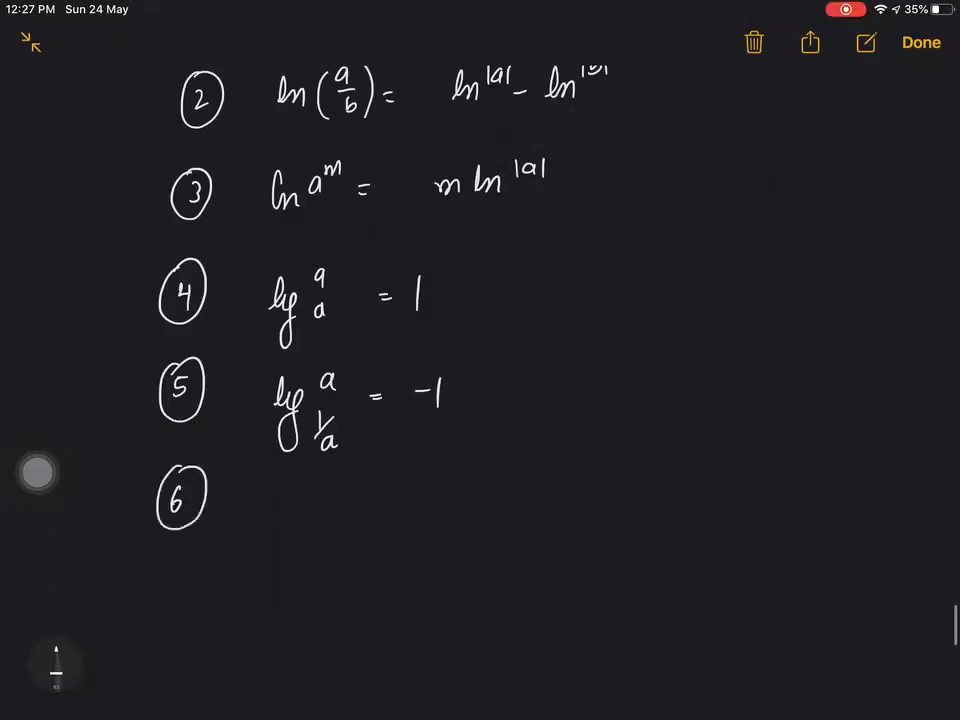 12:27 PM Sun 24 May 35%
Done
2 ln(a/b) = ln|a| - ln|b|
3 ln a^m = m ln|a|
4 log_a a = 1
5 log_{1/a} a = -1
6